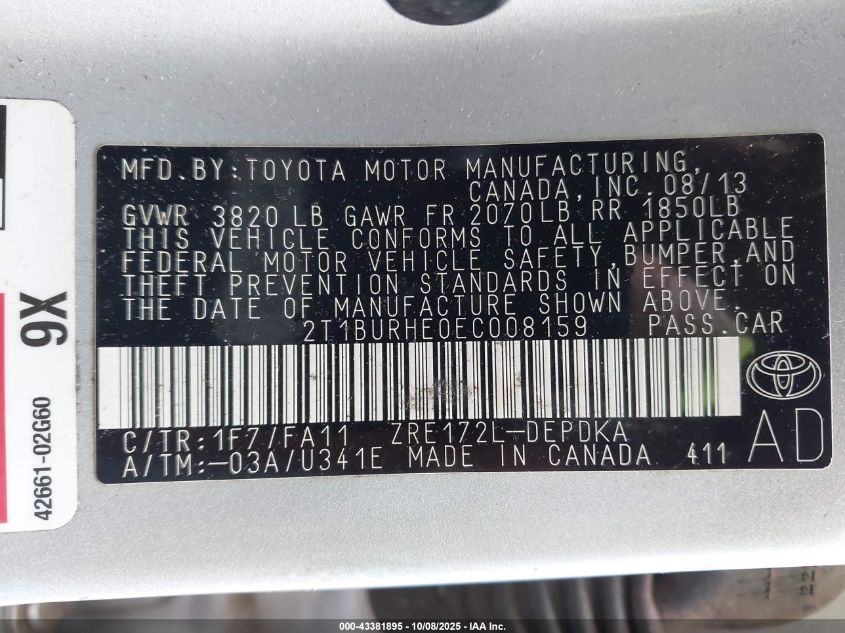 MFD. BY: TOYOTA MOTOR MANUFACTURING,
CANADA, INC. 08/13
GVWR 3820 LB GAWR FR 2070LB RR 1850LB
THIS VEHICLE CONFORMS TO ALL APPLICABLE
FEDERAL MOTOR VEHICLE SAFETY, BUMPER, AND
THEFT PREVENTION STANDARDS IN EFFECT ON
THE DATE OF MANUFACTURE SHOWN ABOVE.
2T1BURHE0EC008159 PASS.CAR
C/TR: 1F7/FA11 ZRE172L-DEPDKA
A/TM: -03A/U341E MADE IN CANADA 411
AD
9X
42661-02G60
000-43381895 - 10/08/2025 - IAA Inc.